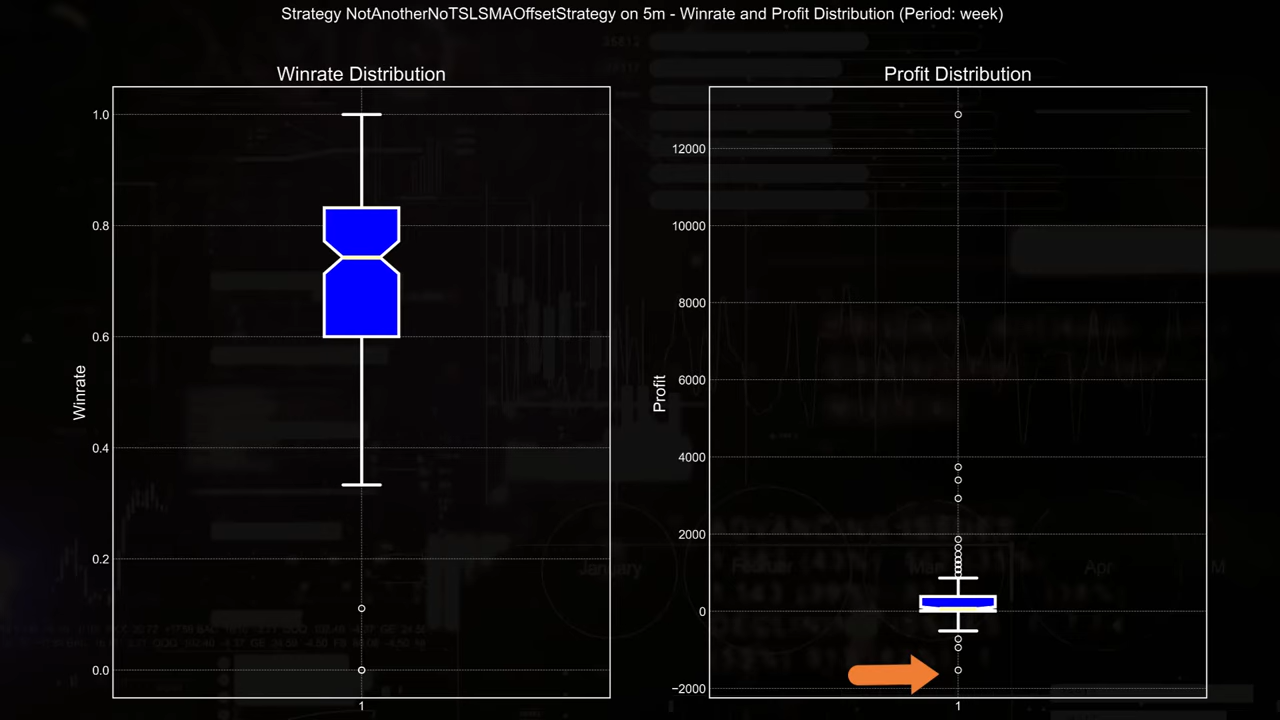 Strategy NotAnotherNoTSLSMAOffsetStrategy on 5m - Winrate and Profit Distribution (Period: week)
Winrate Distribution
1.0
0.8
0.6
0.4
0.2
0.0
Winrate
1
Profit Distribution
12000
10000
8000
6000
4000
2000
0
−2000
Profit
1
January
Mar
Apr
M